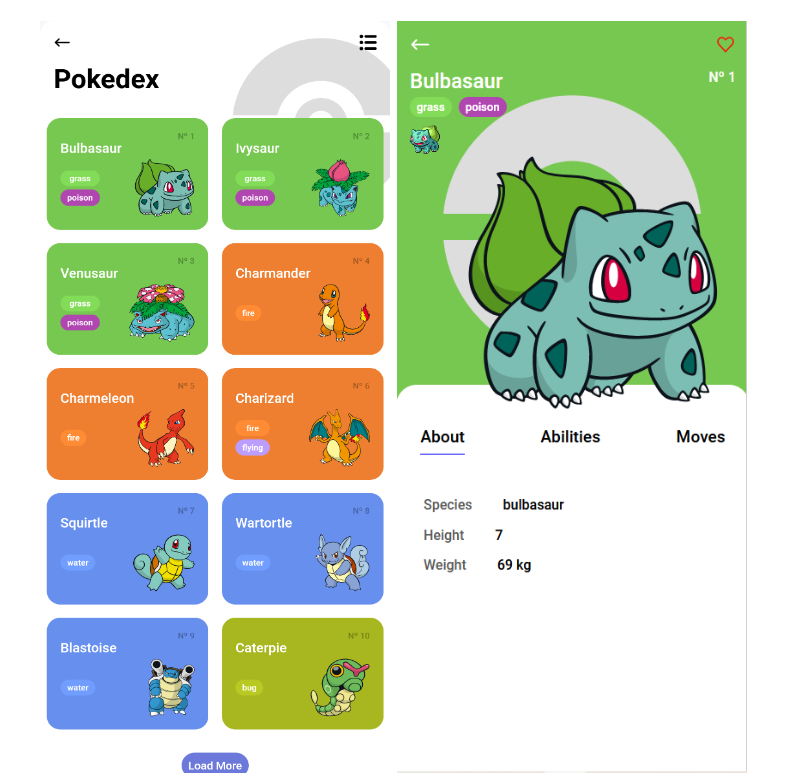 Pokedex
Nº 1
Bulbasaur
grass
poison
Nº 2
Ivysaur
grass
poison
Nº 3
Venusaur
grass
poison
Nº 4
Charmander
fire
Nº 5
Charmeleon
fire
Nº 6
Charizard
fire
flying
Nº 7
Squirtle
water
Nº 8
Wartortle
water
Nº 9
Blastoise
water
Nº 10
Caterpie
bug
Load More
Bulbasaur Nº 1
grass poison
About Abilities Moves
Species bulbasaur
Height 7
Weight 69 kg